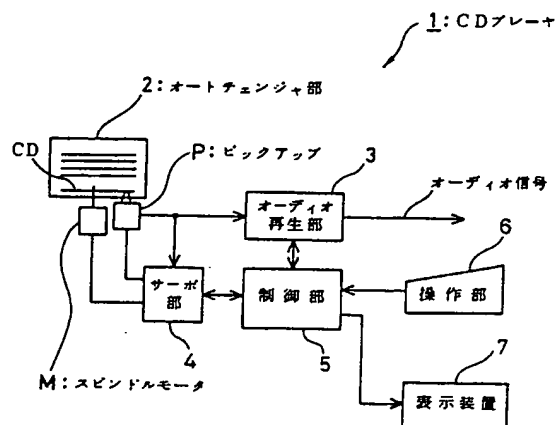 1:CDプレーヤ
2:オートチェンジャ部
CD
P:ピックアップ
3
オーディオ
再生部
オーディオ信号
6
操作部
サーボ
部
4
制御部
5
M:スピンドルモータ
7
表示装置